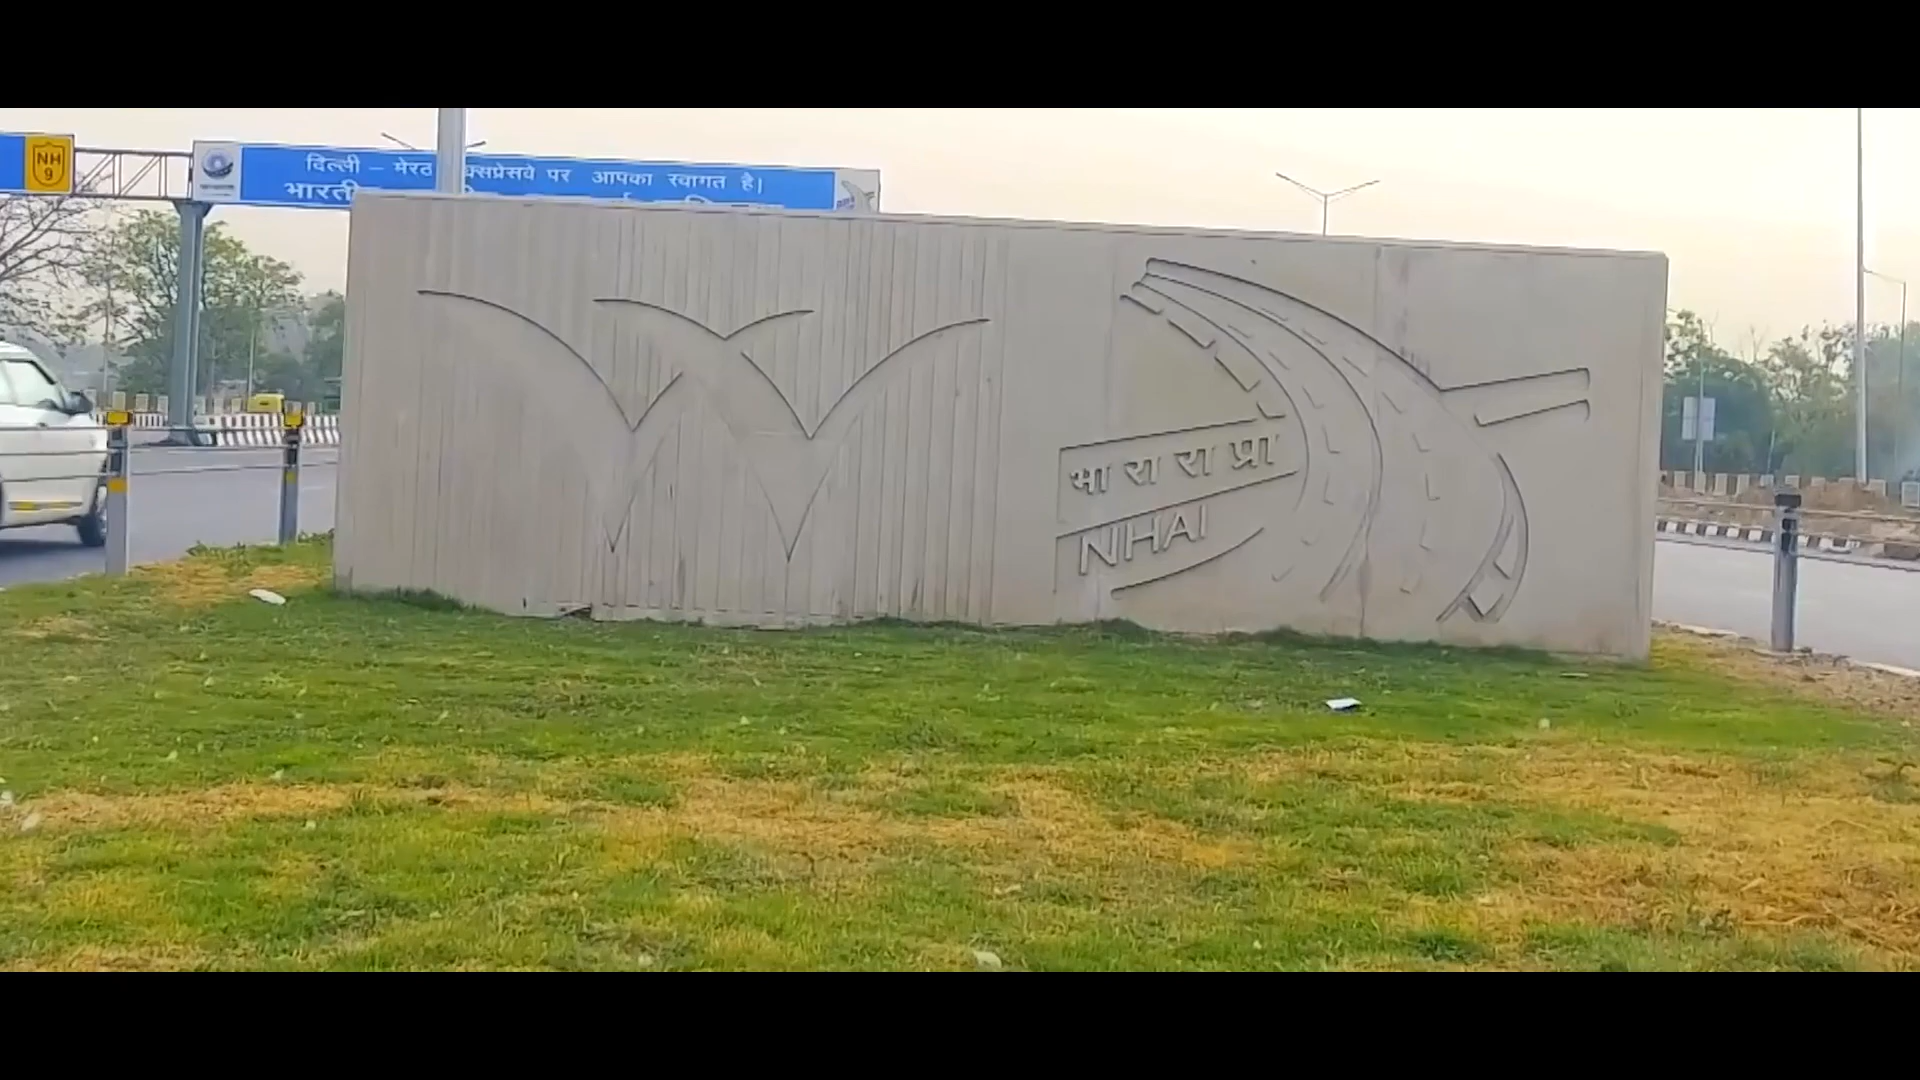 NH
9
दिल्ली – मेरठ क्सप्रेसवे पर आपका स्वागत है।
भारती
भा रा रा प्रा
NHAI